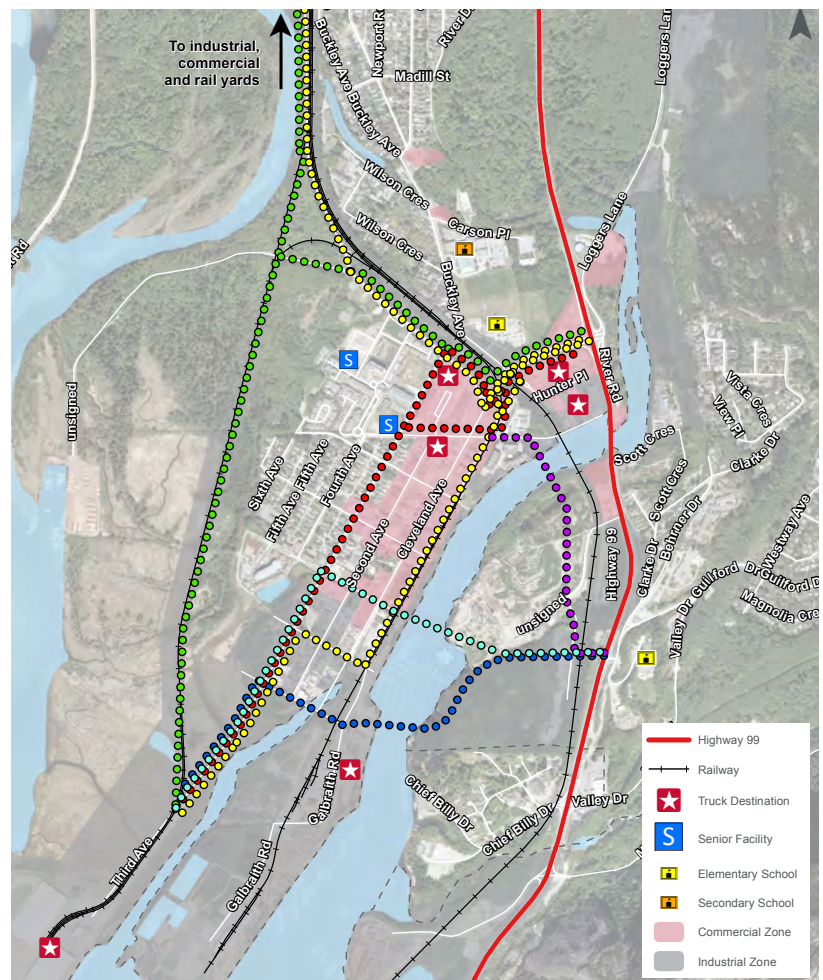 To industrial,
commercial
and rail yards
Buckley Ave
Buckley Ave
Newport Rd
River D
Madill St
Loggers Lane
Wilson Cres
Wilson Cres
Carson Pl
Buckley Ave
Loggers Lane
Rd
unsigned
Hunter Pl
River Rd
Vista Cres
View Pl
Scott Cres
Clarke Dr
Scott Cres
Sixth Ave
Fifth Ave
Fifth Ave
Fourth Ave
Second Ave
Cleveland Ave
Behrner Dr
Clarke Dr
Westway Ave
Highway 99
unsigned
Guilford Dr
Guilford D
Magnolia Cre
Valley Dr
S
S
Galbraith Rd
Galbraith Rd
Third Ave
Chief Billy Dr
Chief Billy Dr
Valley Dr
M
Highway 99
Railway
Truck Destination
S
Senior Facility
Elementary School
Secondary School
Commercial Zone
Industrial Zone